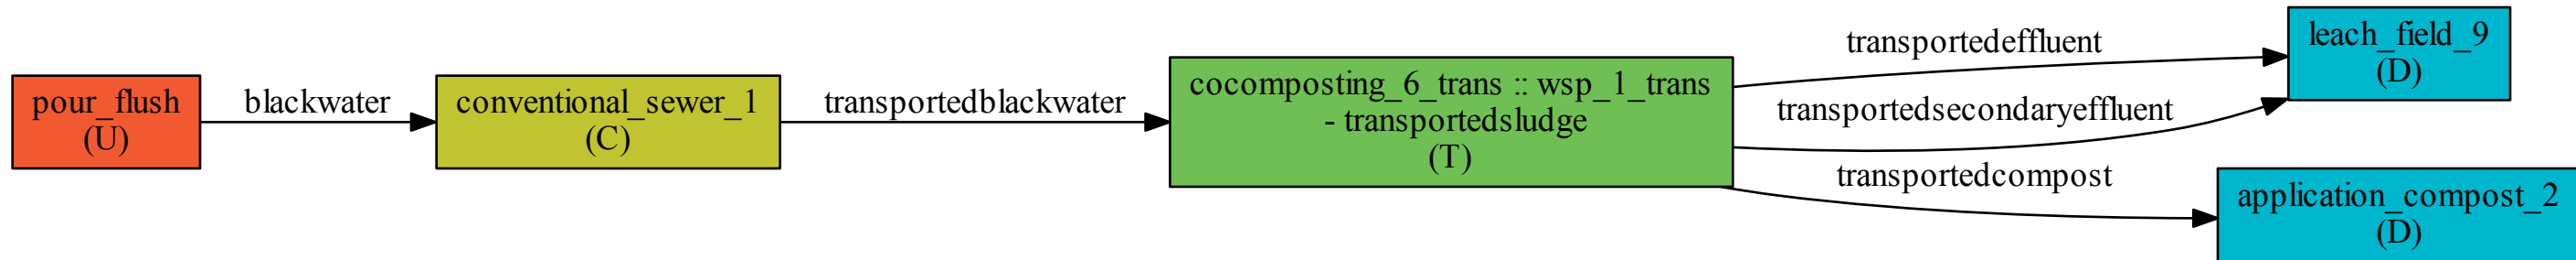 pour_flush
(U)
blackwater
conventional_sewer_1
(C)
transportedblackwater
cocomposting_6_trans :: wsp_1_trans
- transportedsludge
(T)
transportedeffluent
transportedsecondaryeffluent
transportedcompost
leach_field_9
(D)
application_compost_2
(D)